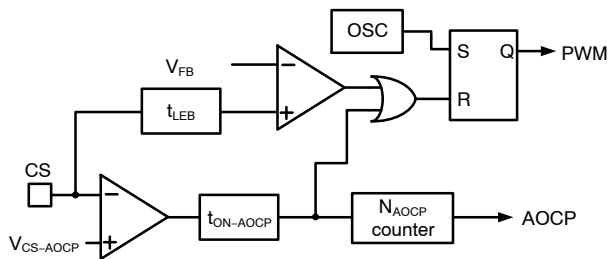 OSC
S
Q
PWM
V_FB
−
+
t_LEB
R
CS
−
V_CS–AOCP
+
t_ON–AOCP
N_AOCP
counter
AOCP